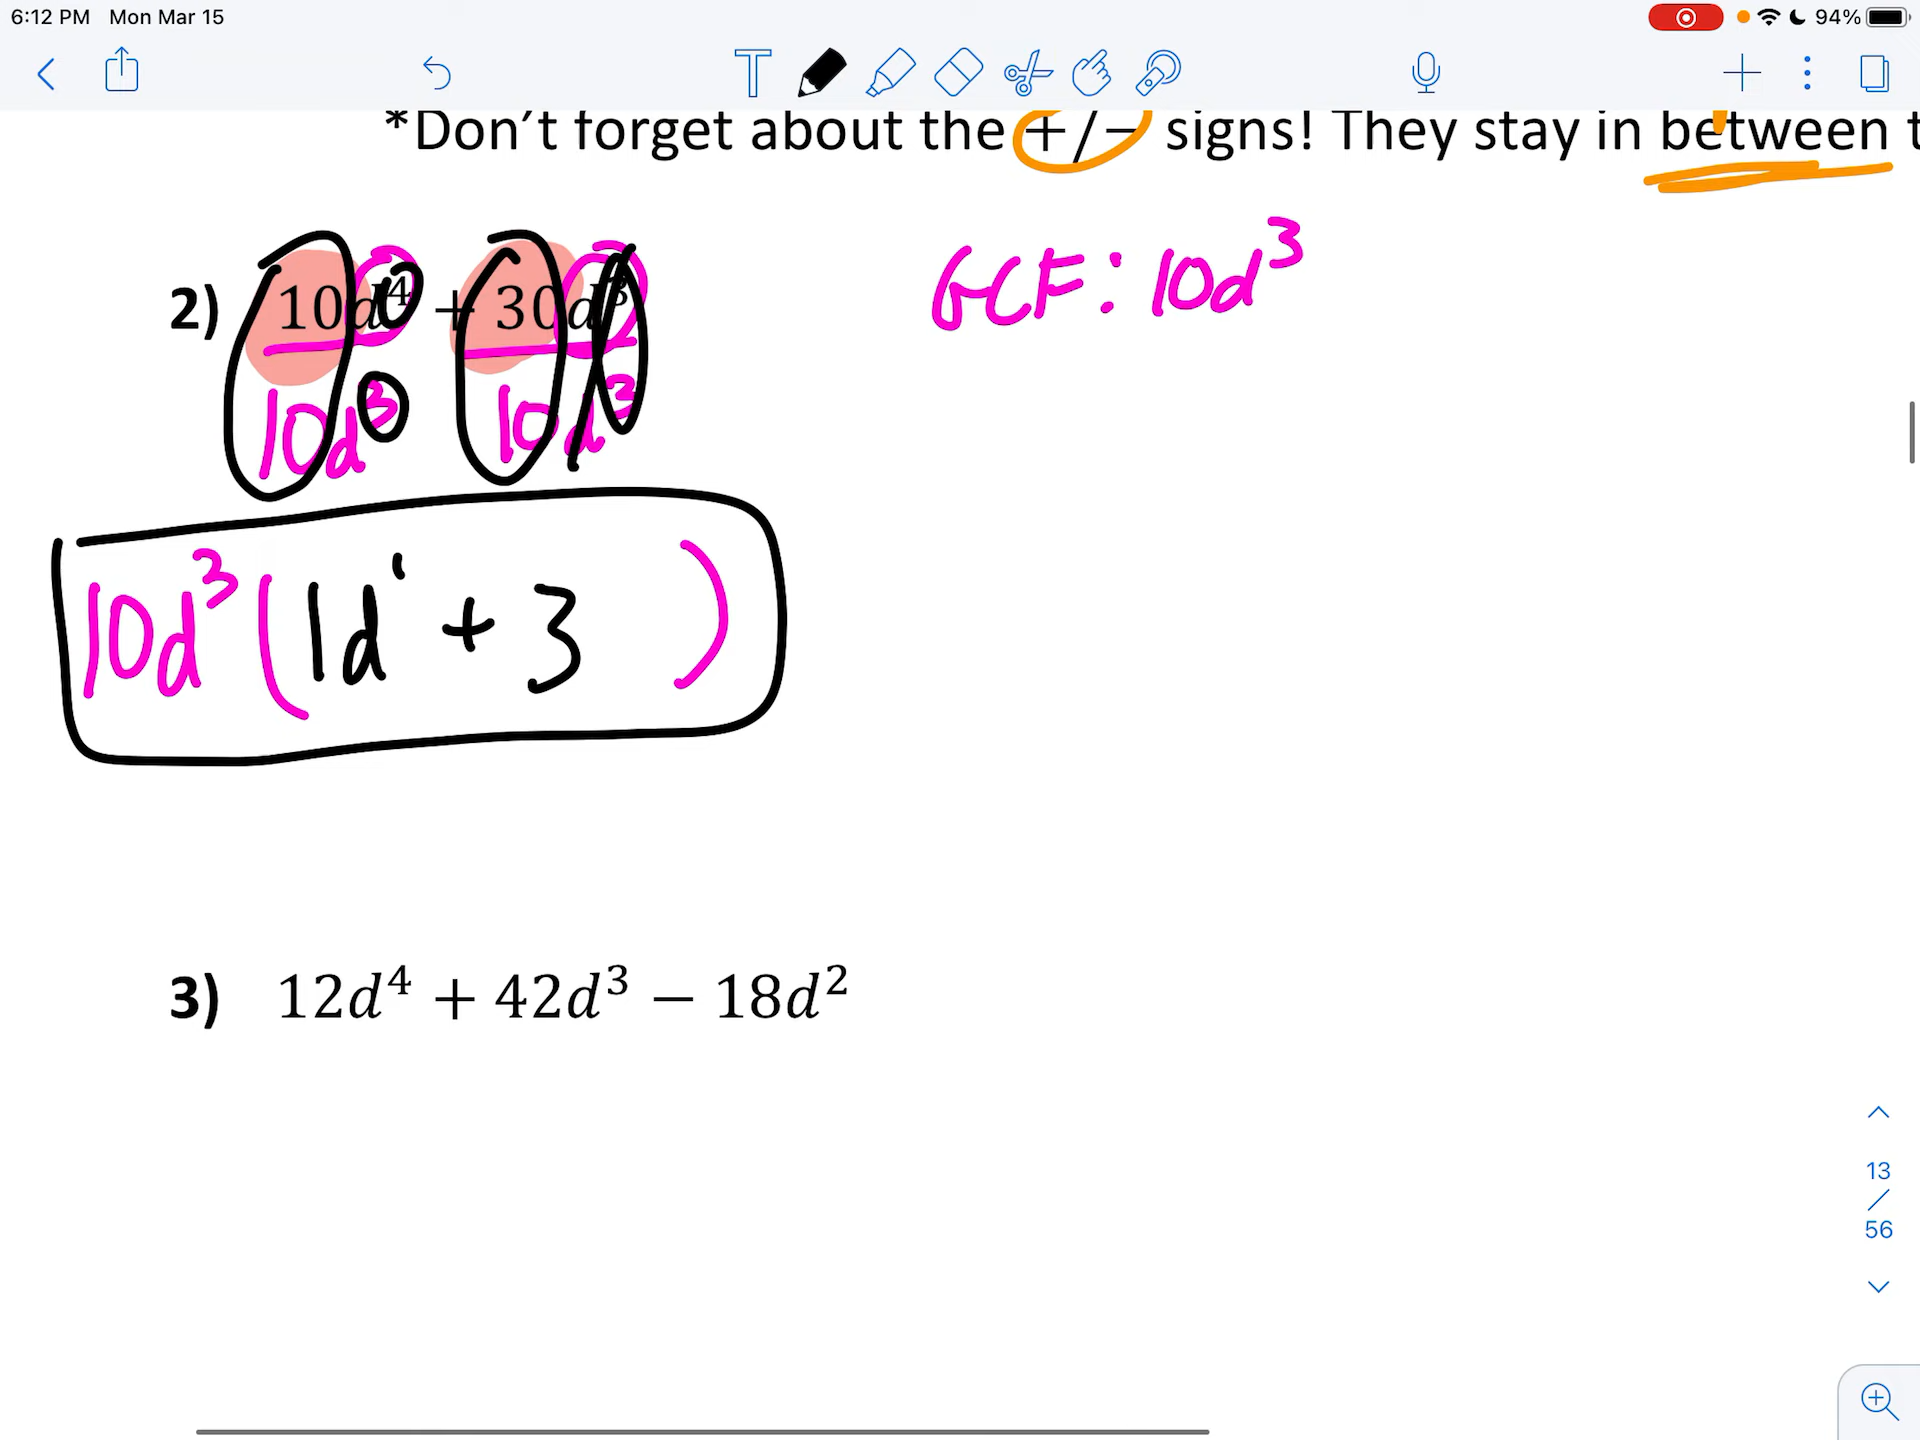 6:12 PM Mon Mar 15 94%
T
*Don't forget about the +/− signs! They stay in between t
2) 10d⁴ + 30d³ GCF: 10d³
10d³ 10d³
10d³(1d¹ + 3)
3) 12d⁴ + 42d³ − 18d²
13
/
56